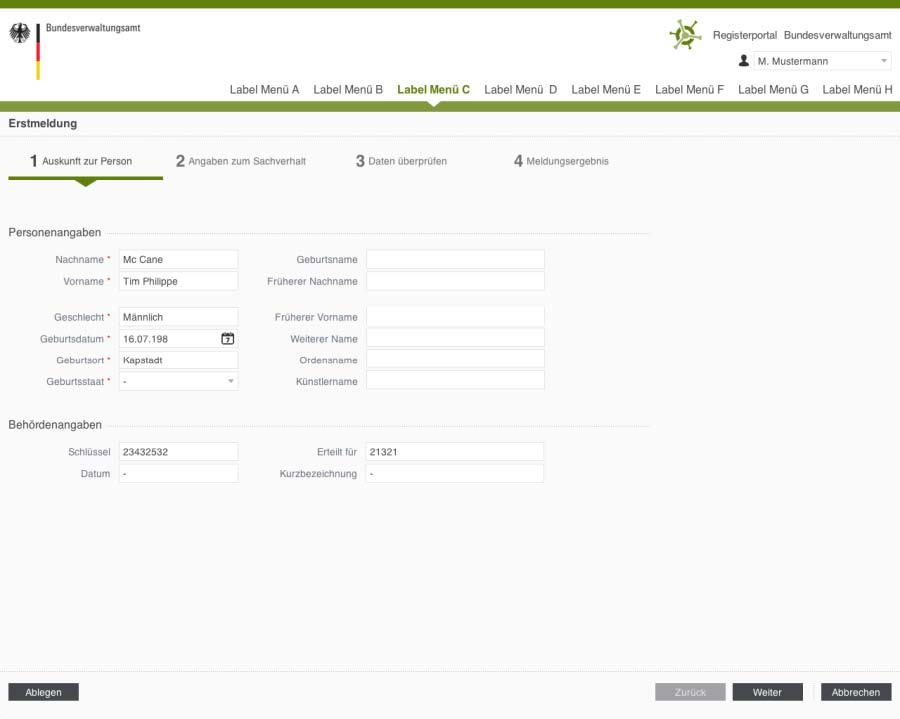 Bundesverwaltungsamt
Registerportal Bundesverwaltungsamt
M. Mustermann
Label Menü A Label Menü B Label Menü C Label Menü D Label Menü E Label Menü F Label Menü G Label Menü H
Erstmeldung
1 Auskunft zur Person 2 Angaben zum Sachverhalt 3 Daten überprüfen 4 Meldungsergebnis
Personenangaben
Nachname * Mc Cane Geburtsname
Vorname * Tim Philippe Früherer Nachname
Geschlecht * Männlich Früherer Vorname
Geburtsdatum * 16.07.198 7 Weiterer Name
Geburtsort * Kapstadt Ordensname
Geburtsstaat * - Künstlername
Behördenangaben
Schlüssel 23432532 Erteilt für 21321
Datum - Kurzbezeichnung -
Ablegen Zurück Weiter Abbrechen